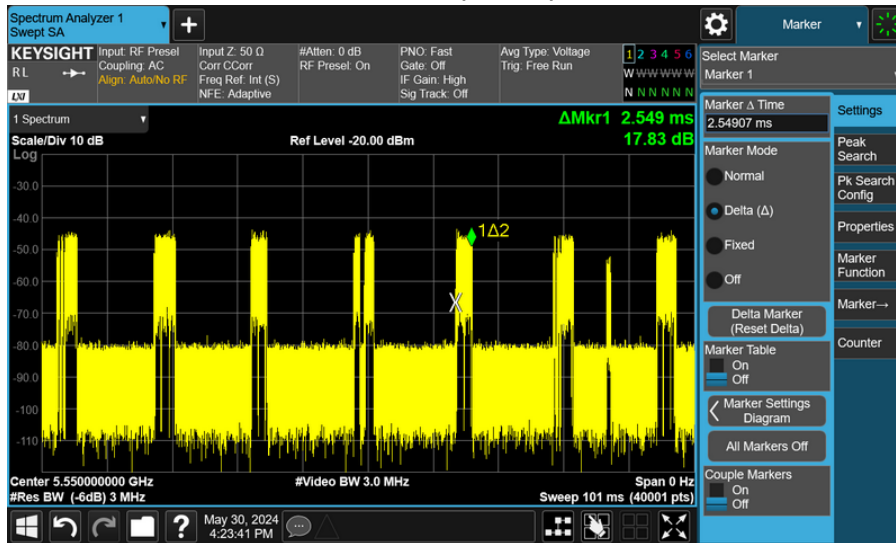 Spectrum Analyzer 1
Swept SA
+
Marker
KEYSIGHT
RL
LXI
Input: RF Presel
Coupling: AC
Align: Auto/No RF
Input Z: 50 Ω
Corr CCorr
Freq Ref: Int (S)
NFE: Adaptive
#Atten: 0 dB
RF Presel: On
PNO: Fast
Gate: Off
IF Gain: High
Sig Track: Off
Avg Type: Voltage
Trig: Free Run
1 2 3 4 5 6
W W W W W W
N N N N N N
Select Marker
Marker 1
1 Spectrum
ΔMkr1 2.549 ms
Scale/Div 10 dB
Ref Level -20.00 dBm
17.83 dB
Log
-30.0
-40.0
-50.0
-60.0
-70.0
-80.0
-90.0
-100
-110
1Δ2
X
Center 5.550000000 GHz
#Video BW 3.0 MHz
Span 0 Hz
#Res BW (-6dB) 3 MHz
Sweep 101 ms (40001 pts)
Marker Δ Time
2.54907 ms
Marker Mode
Normal
Delta (Δ)
Fixed
Off
Delta Marker
(Reset Delta)
Marker Table
On
Off
Marker Settings
Diagram
All Markers Off
Couple Markers
On
Off
Settings
Peak
Search
Pk Search
Config
Properties
Marker
Function
Marker→
Counter
?
May 30, 2024
4:23:41 PM